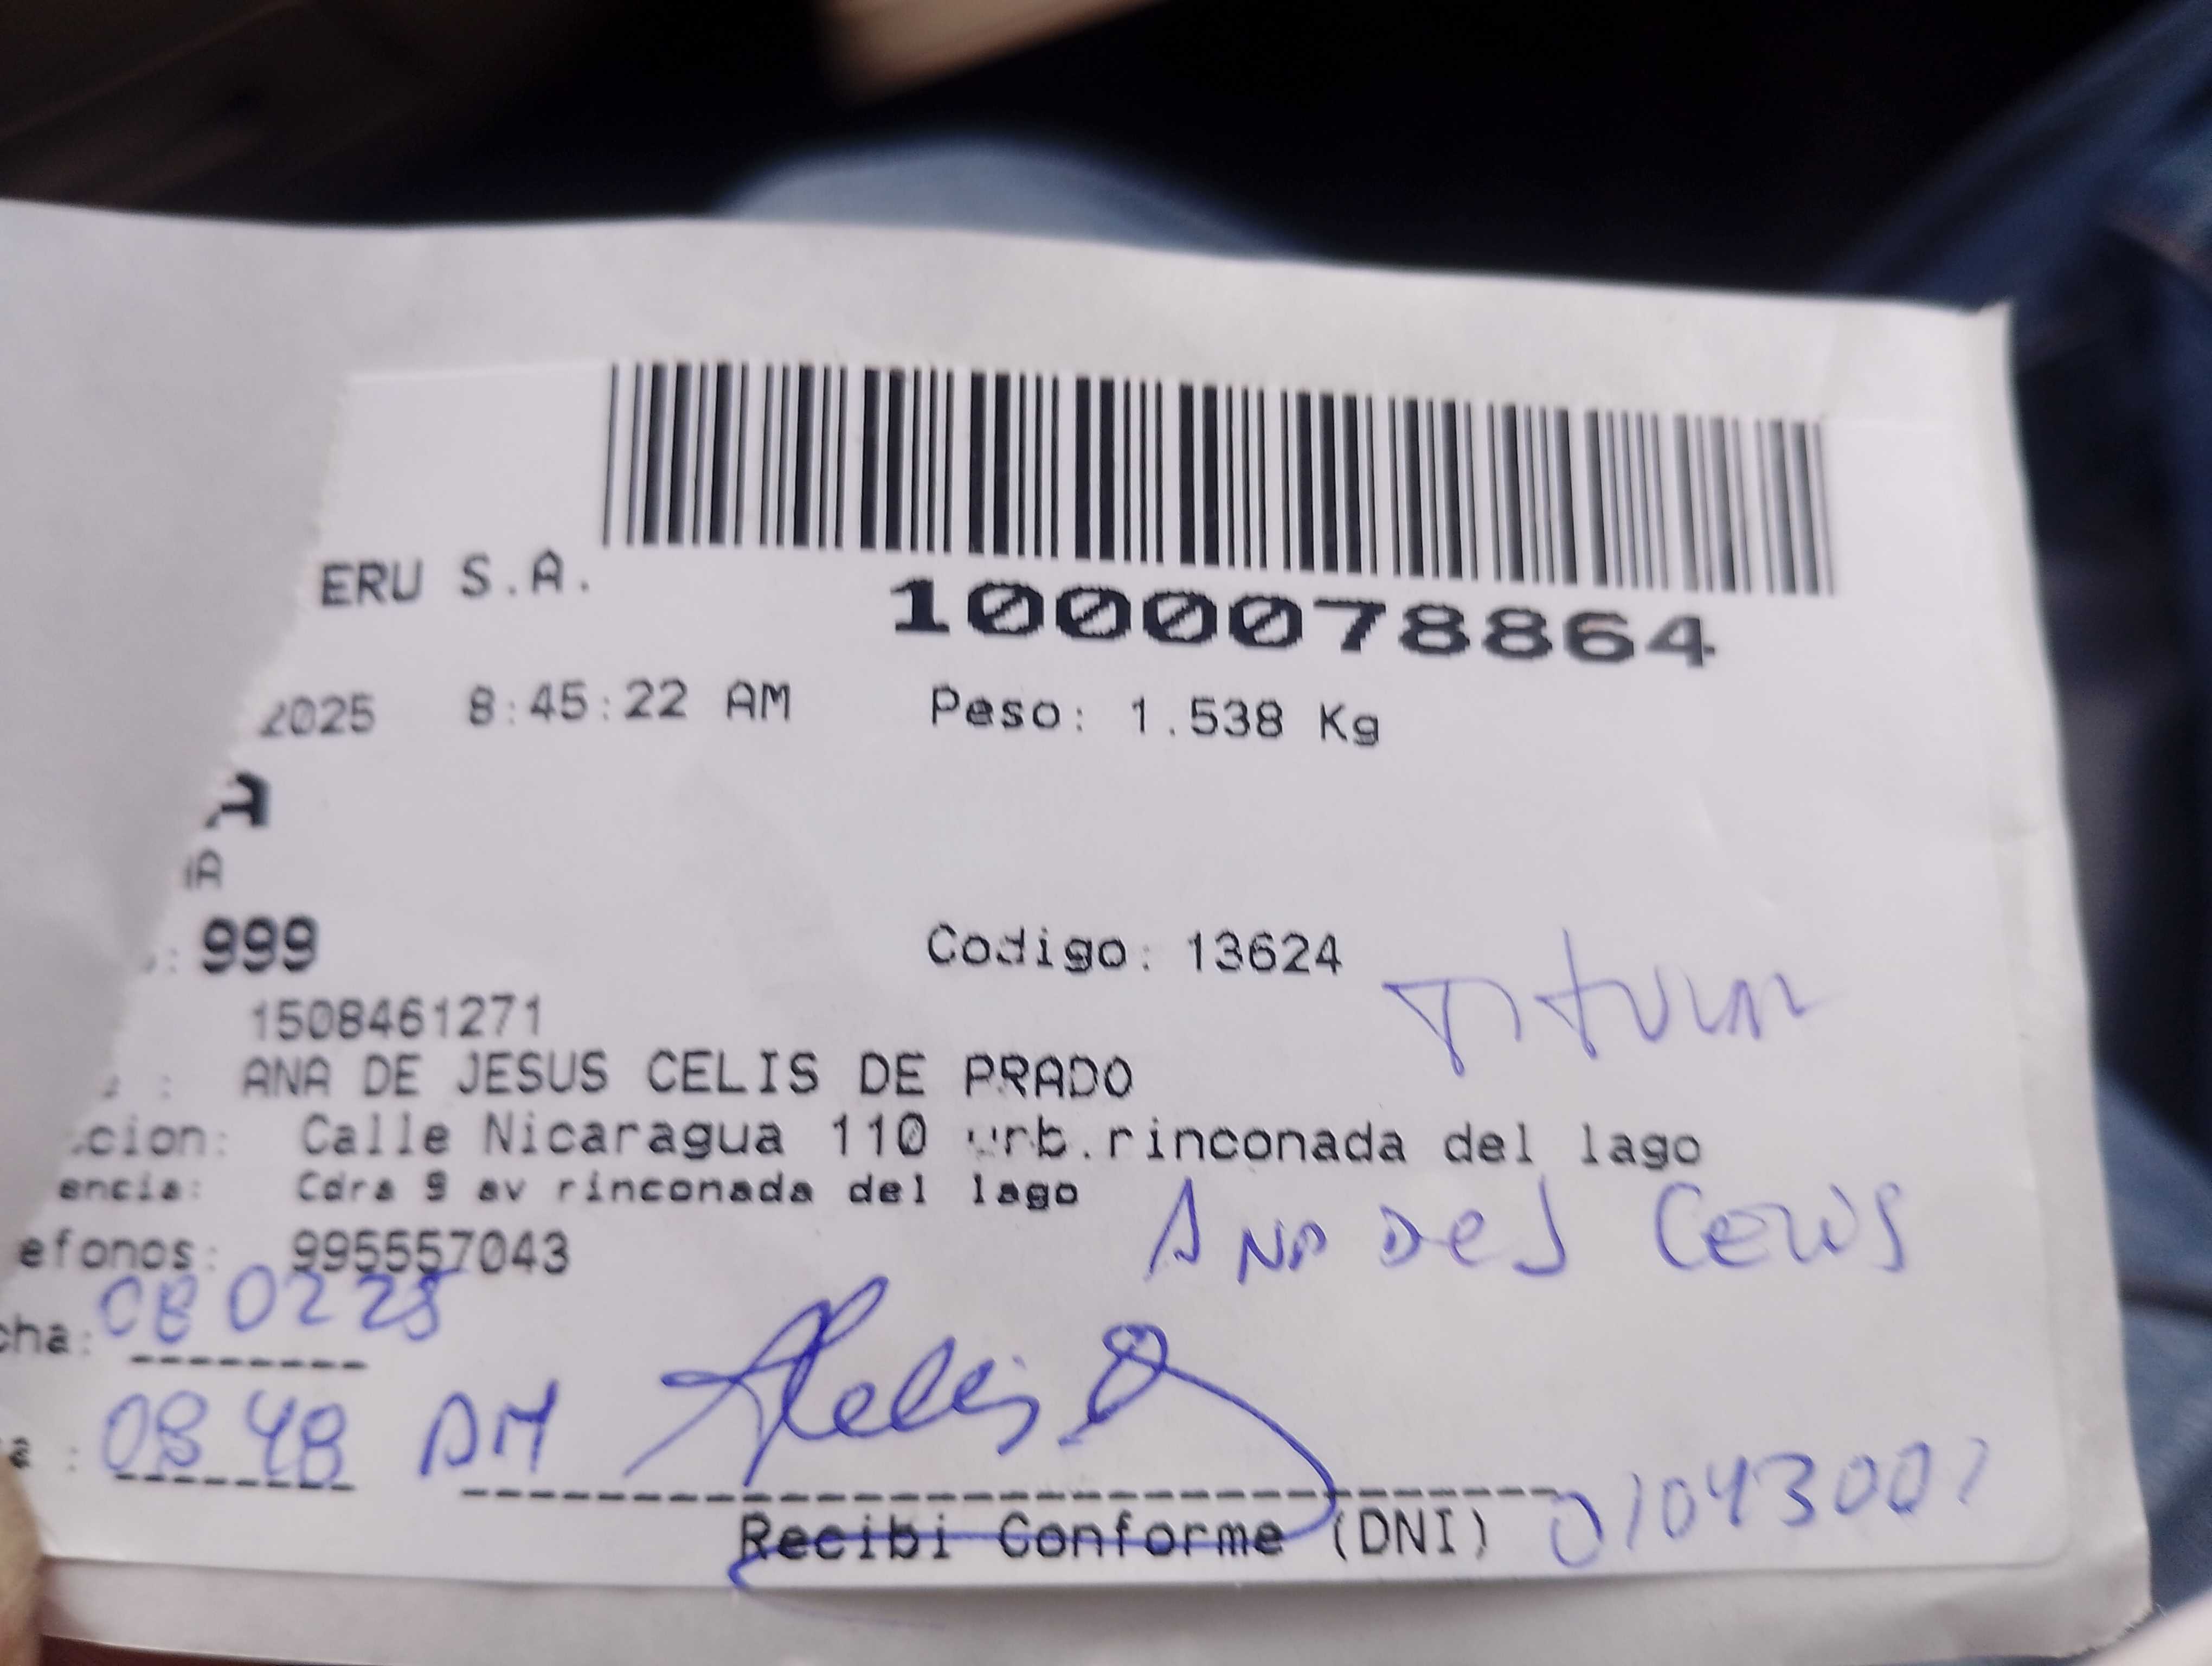 ERU S.A.
1000078864
2025 8:45:22 AM Peso: 1.538 Kg
A
999 Codigo: 13624
Titular
1508461271
: ANA DE JESUS CELIS DE PRADO
cion: Calle Nicaragua 110 urb.rinconada del lago
encia: Cdra 9 av rinconada del lago
Ana De J Celis
efonos: 995557043
cha: 080225
a : 08 48 AM
Recibi Conforme (DNI) 01043007